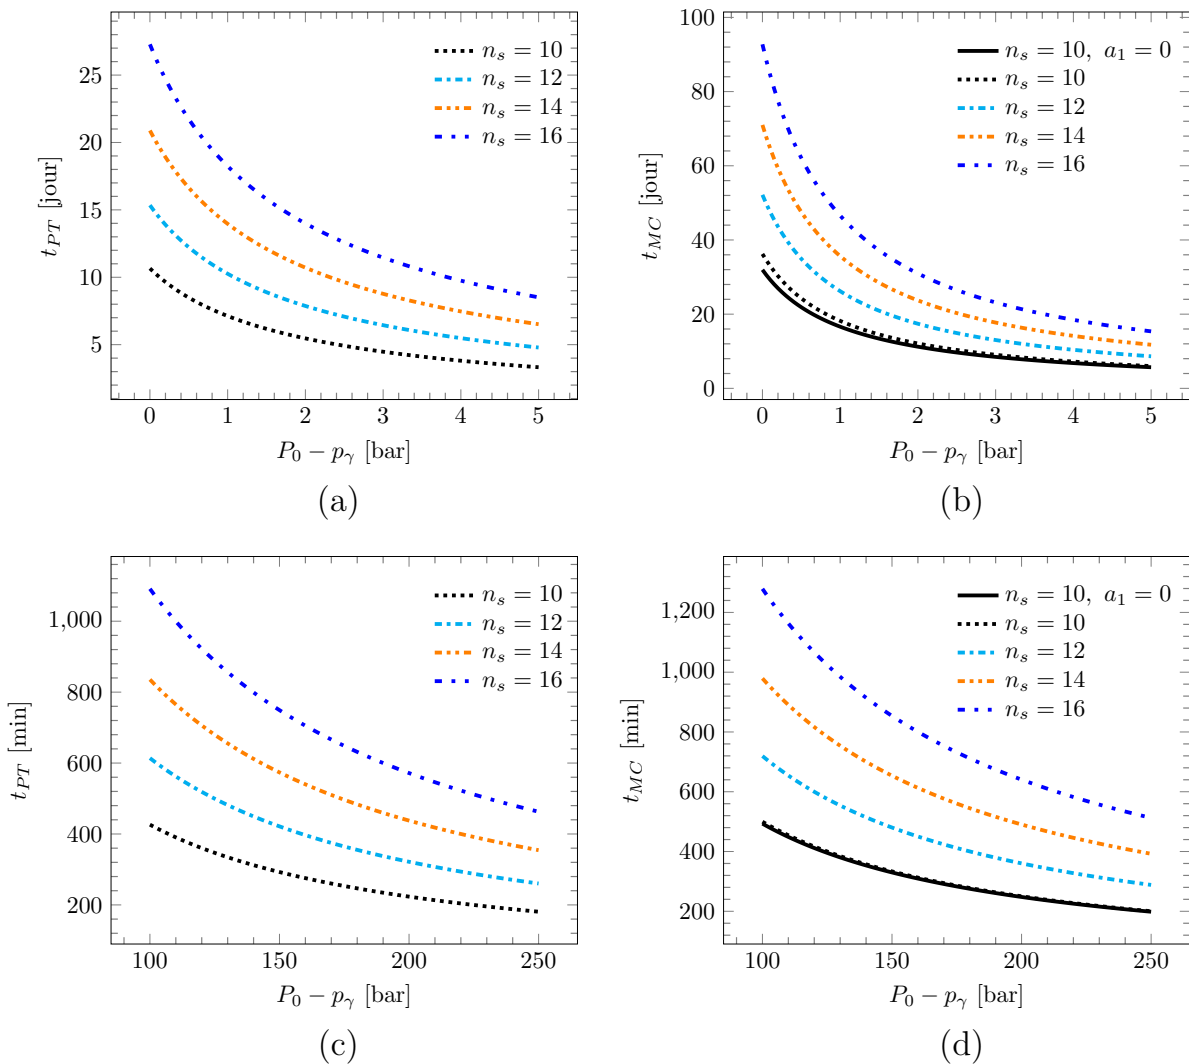 t_{PT} [jour]
25
20
15
10
5
0 1 2 3 4 5
P_0 − p_γ [bar]
n_s = 10
n_s = 12
n_s = 14
n_s = 16
(a)
t_{MC} [jour]
100
80
60
40
20
0
0 1 2 3 4 5
P_0 − p_γ [bar]
n_s = 10, a_1 = 0
n_s = 10
n_s = 12
n_s = 14
n_s = 16
(b)
t_{PT} [min]
1,000
800
600
400
200
100 150 200 250
P_0 − p_γ [bar]
n_s = 10
n_s = 12
n_s = 14
n_s = 16
(c)
t_{MC} [min]
1,200
1,000
800
600
400
200
100 150 200 250
P_0 − p_γ [bar]
n_s = 10, a_1 = 0
n_s = 10
n_s = 12
n_s = 14
n_s = 16
(d)